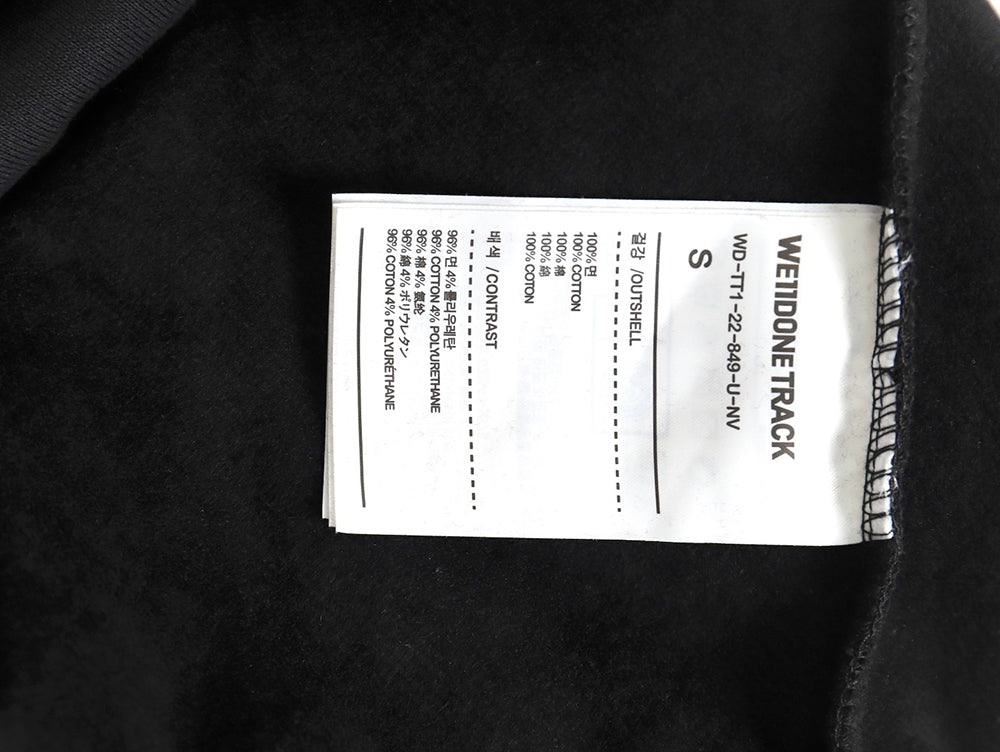 WE11DONE TRACK
WD-TT1-22-849-U-NV
S
겉감 /OUTSHELL
100% 면
100% COTTON
100% 棉
100% 綿
100% COTON
배색 /CONTRAST
96% 면 4% 폴리우레탄
96% COTTON 4% POLYURETHANE
96% 棉 4% 氨纶
96% 綿 4% ポリウレタン
96% COTON 4% POLYURÉTHANE